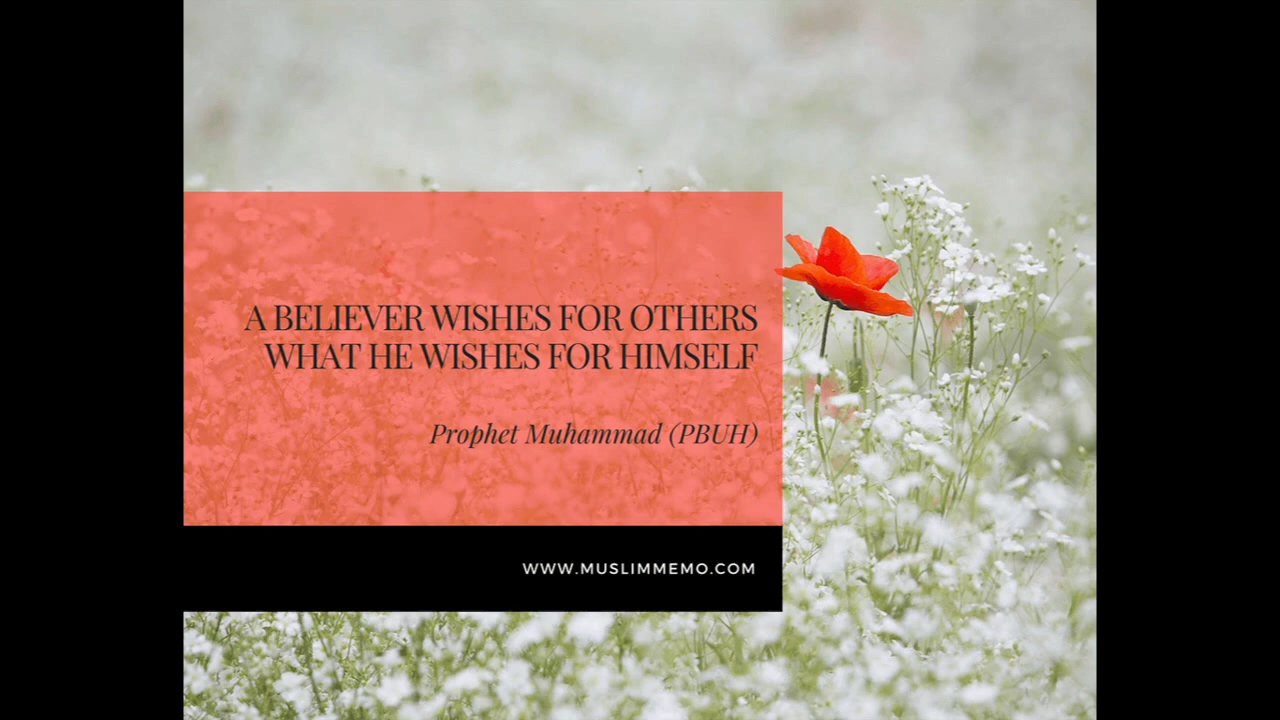 A BELIEVER WISHES FOR OTHERS
WHAT HE WISHES FOR HIMSELF
Prophet Muhammad (PBUH)
WWW.MUSLIMMEMO.COM